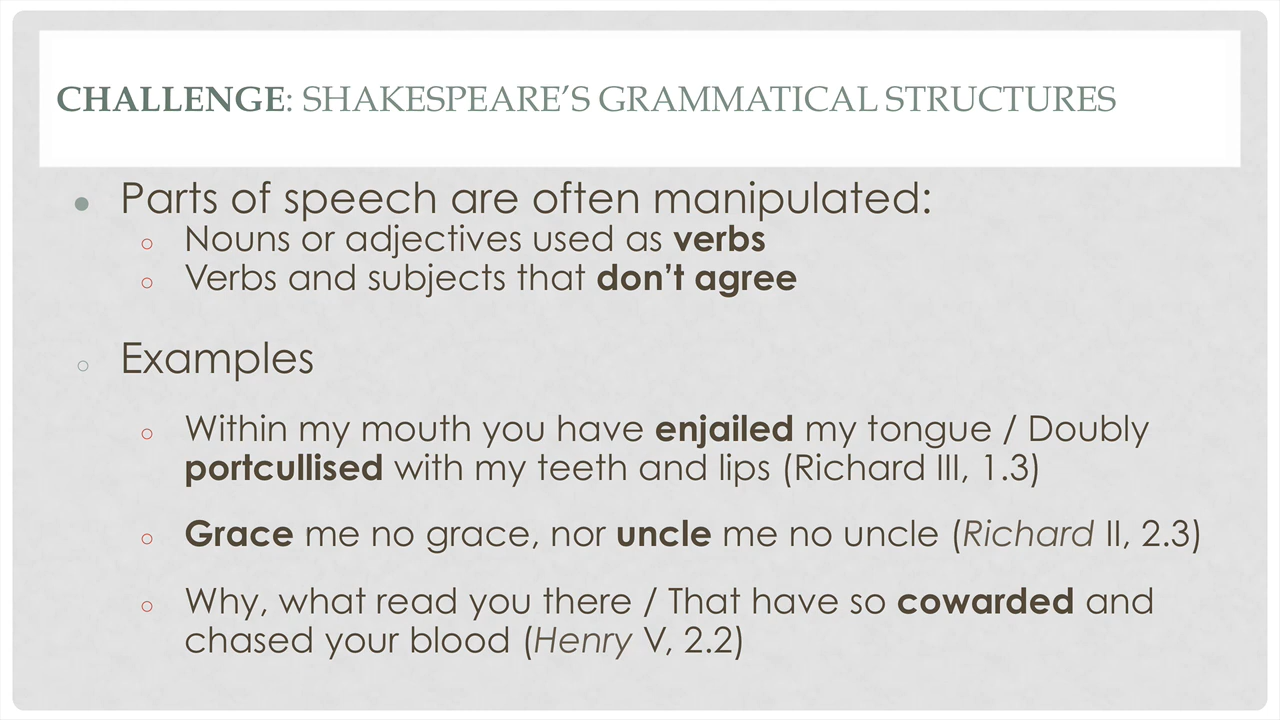 CHALLENGE: SHAKESPEARE’S GRAMMATICAL STRUCTURES
Parts of speech are often manipulated:
Nouns or adjectives used as verbs
Verbs and subjects that don’t agree
Examples
Within my mouth you have enjailed my tongue / Doubly
portcullised with my teeth and lips (Richard III, 1.3)
Grace me no grace, nor uncle me no uncle (Richard II, 2.3)
Why, what read you there / That have so cowarded and
chased your blood (Henry V, 2.2)